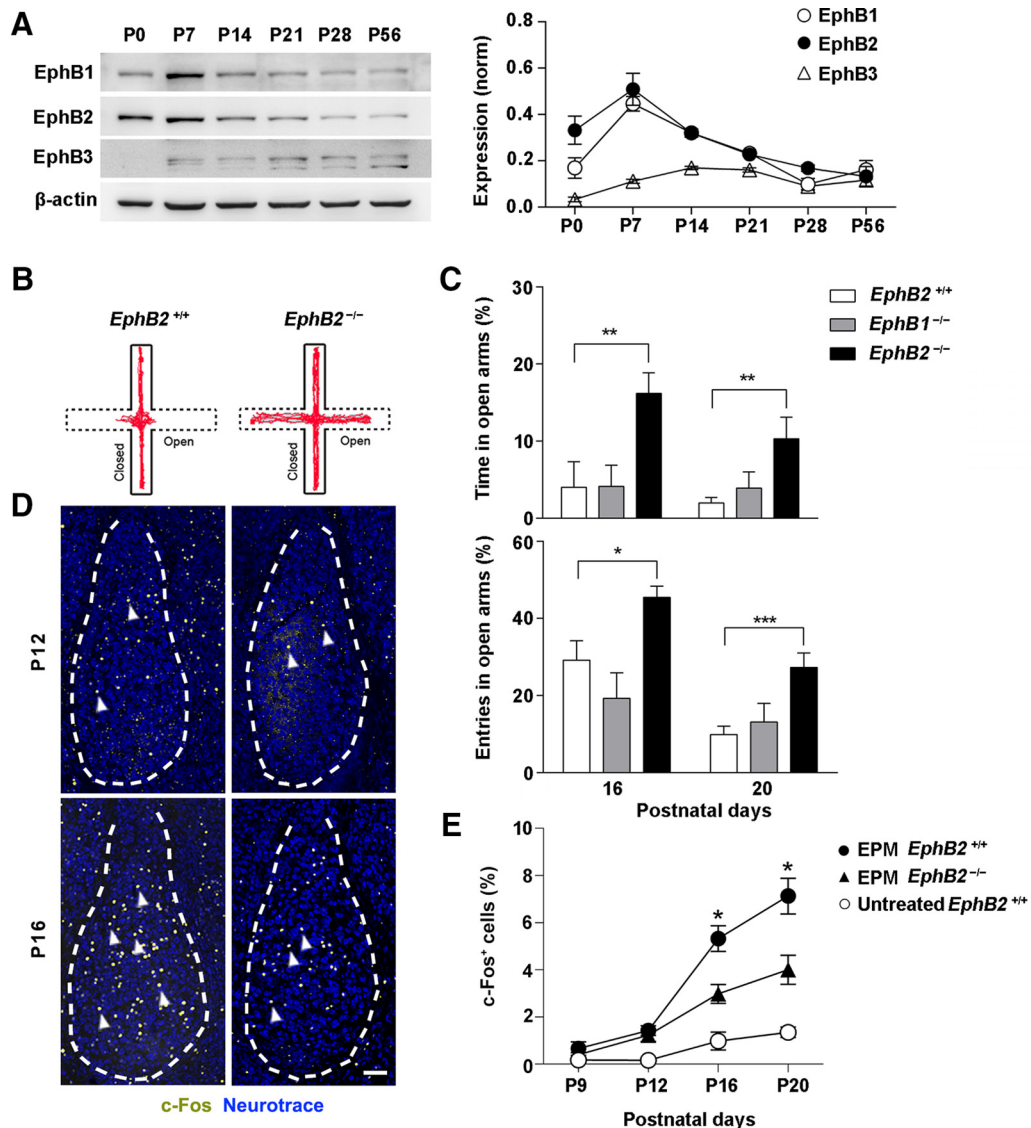 A
P0 P7 P14 P21 P28 P56
EphB1
EphB2
EphB3
β-actin
Expression (norm)
0.6
0.4
0.2
0.0
P0 P7 P14 P21 P28 P56
EphB1
EphB2
EphB3
B
EphB2 +/+
EphB2 −/−
Closed
Open
Closed
Open
C
Time in open arms (%)
30
20
10
0
** **
EphB2 +/+
EphB1 −/−
EphB2 −/−
Entries in open arms (%)
60
40
20
0
* ***
16 20
Postnatal days
D
P12
P16
c-Fos Neurotrace
E
c-Fos+ cells (%)
10
8
6
4
2
0
* *
P9 P12 P16 P20
Postnatal days
EPM EphB2 +/+
EPM EphB2 −/−
Untreated EphB2 +/+